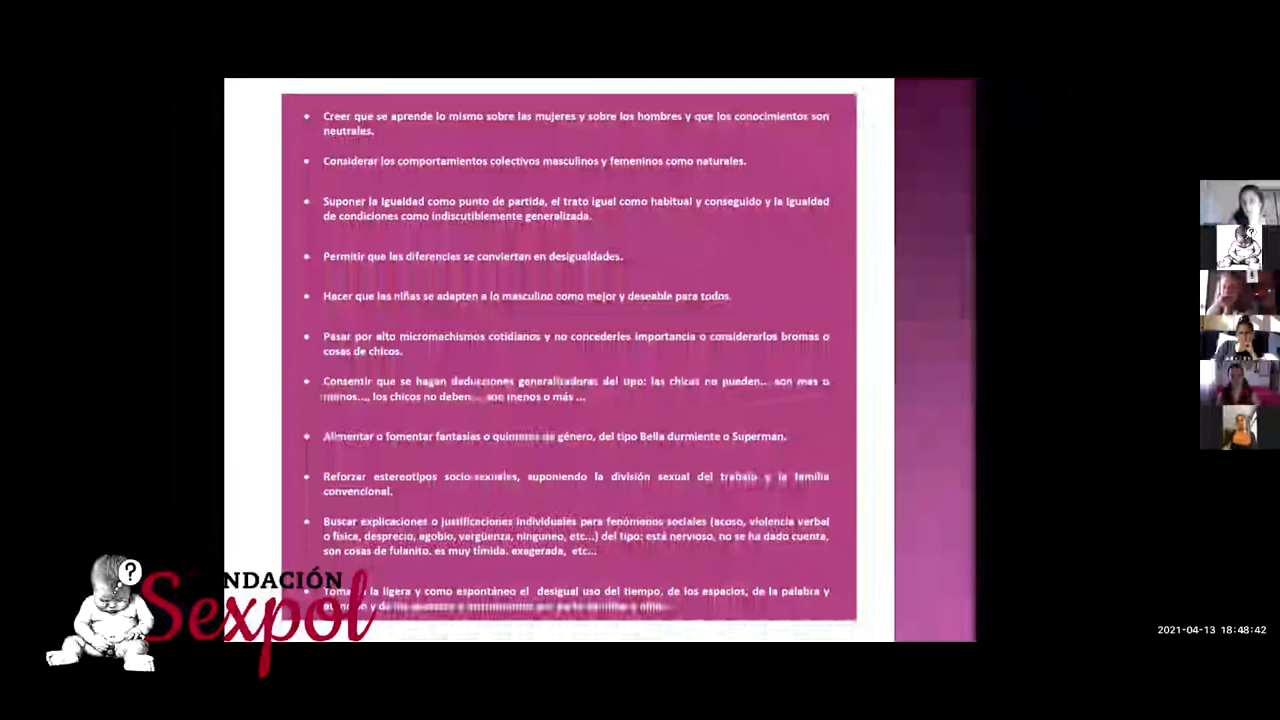 • Creer que se aprende lo mismo sobre las mujeres y sobre los hombres y que los conocimientos son
neutrales.
• Considerar los comportamientos colectivos masculinos y femeninos como naturales.
• Suponer la igualdad como punto de partida, el trato igual como habitual y conseguido y la igualdad
de condiciones como indiscutiblemente generalizada.
• Permitir que las diferencias se conviertan en desigualdades.
• Hacer que las niñas se adapten a lo masculino como mejor y deseable para todos.
• Pasar por alto micromachismos cotidianos y no concederles importancia o considerarlos bromas o
cosas de chicos.
• Consentir que se hagan deducciones generalizadoras del tipo: las chicas no pueden... son mas o
menos..., los chicos no deben... son menos o más ...
• Alimentar o fomentar fantasías o género, del tipo Bella durmiente o Superman.
• Reforzar estereotipos socio-sexuales, suponiendo la división sexual del trabajo y la familia
convencional.
• Buscar explicaciones o justificaciones individuales para fenómenos sociales (acoso, violencia verbal
o física, desprecio, agobio, vergüenza, ninguneo, etc...) del tipo: está nervioso, no se ha dado cuenta,
son cosas de fulanito. es muy tímida. exagerada, etc...
la ligera y como espontáneo el desigual uso del tiempo, de los espacios, de la palabra y
?
NDACIÓN
Sexpol
2021-04-13 18:48:42